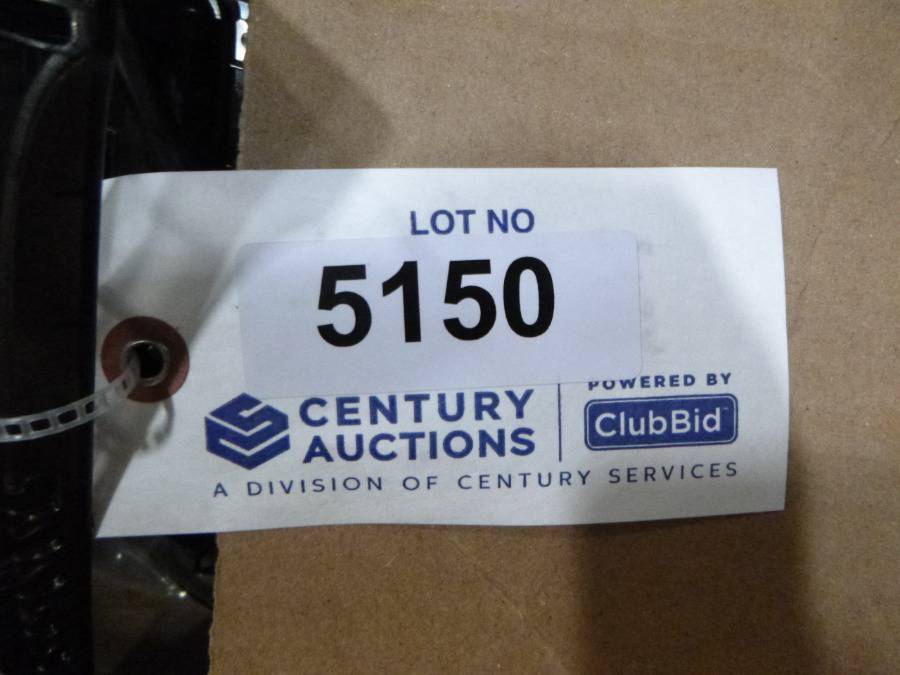 LOT NO
5150
CENTURY
AUCTIONS
POWERED BY
ClubBid
A DIVISION OF CENTURY SERVICES